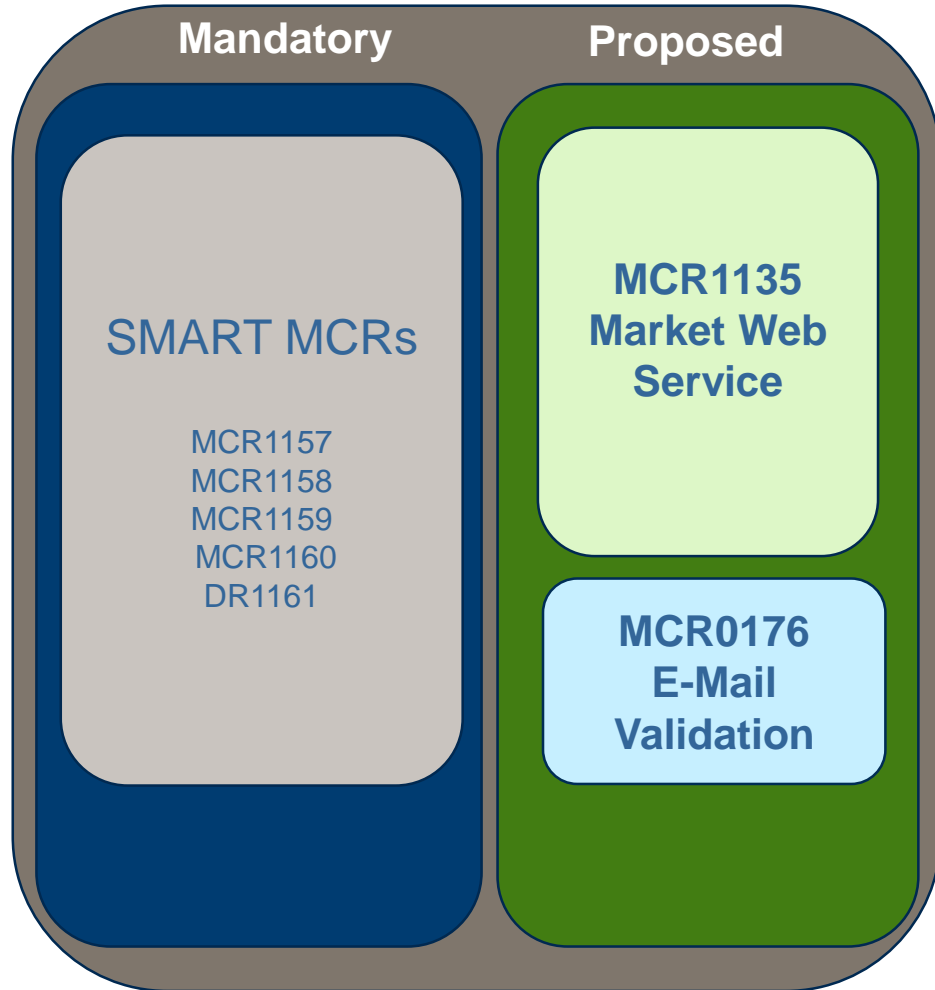 Mandatory
SMART MCRs
MCR1157
MCR1158
MCR1159
MCR1160
DR1161
Proposed
MCR1135
Market Web
Service
MCR0176
E-Mail
Validation